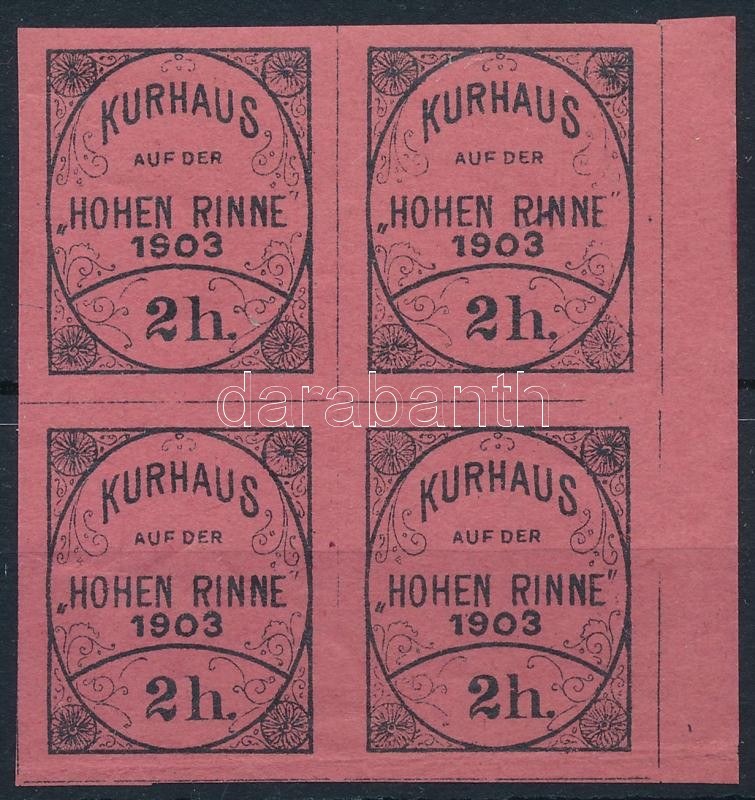 KURHAUS
AUF DER
„HOHEN RINNE"
1903
2h.
KURHAUS
AUF DER
„HOHEN RINNE"
1903
2h.
darabanth
KURHAUS
AUF DER
„HOHEN RINNE"
1903
2h.
KURHAUS
AUF DER
„HOHEN RINNE"
1903
2h.